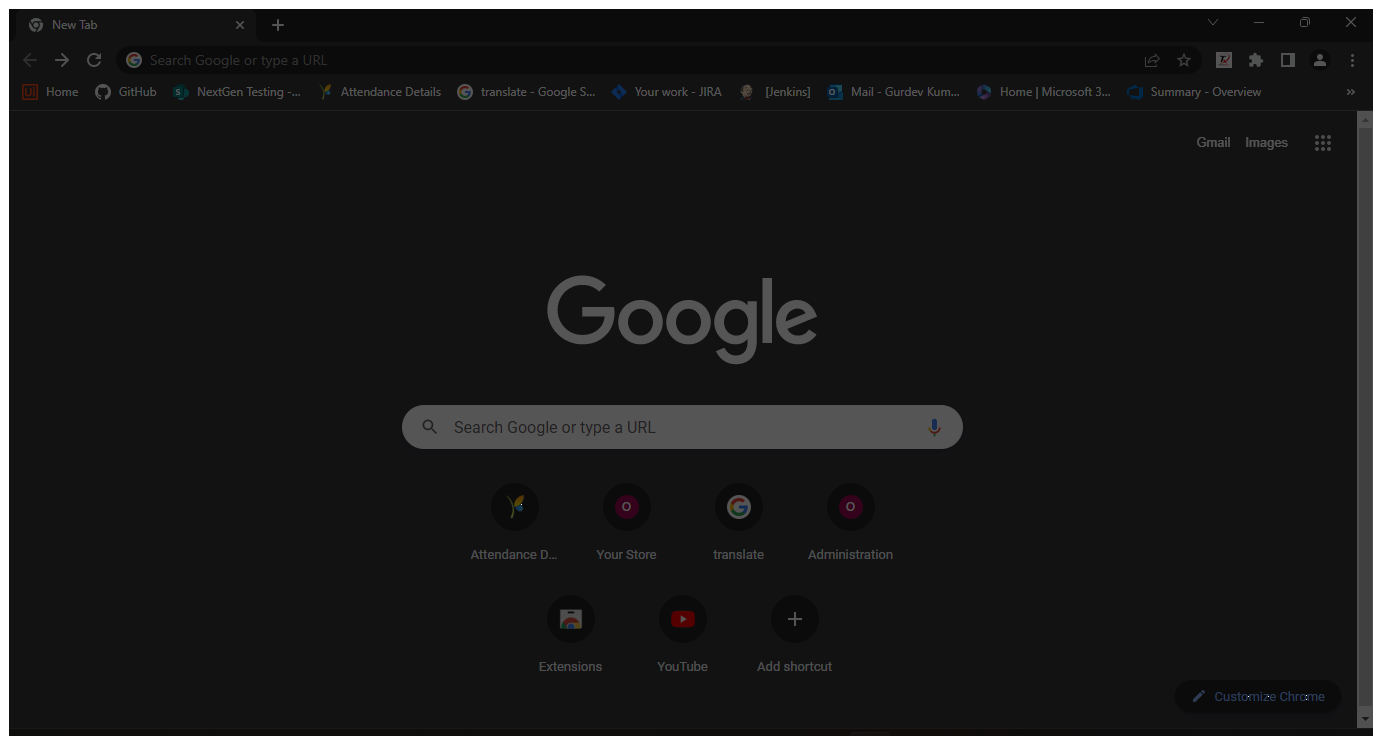 New Tab
Search Google or type a URL
Home GitHub NextGen Testing -... Attendance Details translate - Google S... Your work - JIRA [Jenkins] Mail - Gurdev Kum... Home | Microsoft 3... Summary - Overview »
Gmail Images
Google
Search Google or type a URL
Attendance D... Your Store translate Administration
Extensions YouTube Add shortcut
Customize Chrome